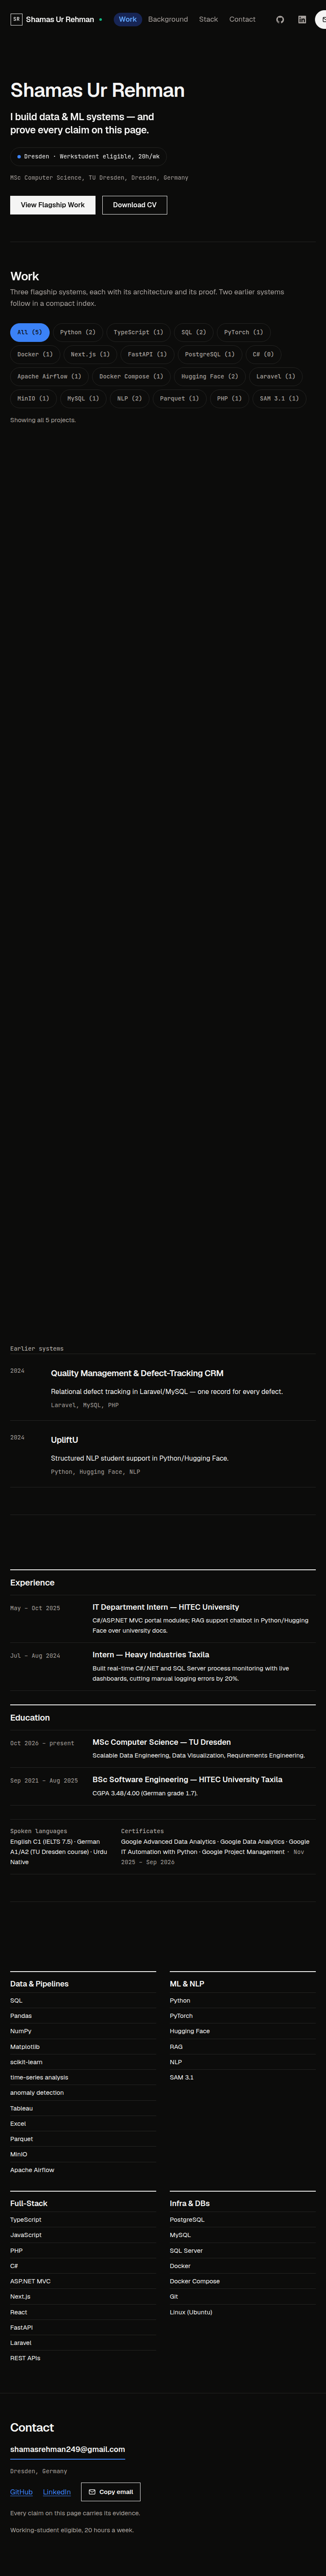 SR Shamas Ur Rehman Work Background Stack Contact
Shamas Ur Rehman
I build data & ML systems — and
prove every claim on this page.
Dresden · Werkstudent eligible, 20h/wk
MSc Computer Science, TU Dresden, Dresden, Germany
View Flagship Work Download CV
Work
Three flagship systems, each with its architecture and its proof. Two earlier systems
follow in a compact index.
All (5) Python (2) TypeScript (1) SQL (2) PyTorch (1)
Docker (1) Next.js (1) FastAPI (1) PostgreSQL (1) C# (0)
Apache Airflow (1) Docker Compose (1) Hugging Face (2) Laravel (1)
MinIO (1) MySQL (1) NLP (2) Parquet (1) PHP (1) SAM 3.1 (1)
Showing all 5 projects.
Earlier systems
2024 Quality Management & Defect-Tracking CRM
Relational defect tracking in Laravel/MySQL — one record for every defect.
Laravel, MySQL, PHP
2024 UpliftU
Structured NLP student support in Python/Hugging Face.
Python, Hugging Face, NLP
Experience
May – Oct 2025 IT Department Intern — HITEC University
C#/ASP.NET MVC portal modules; RAG support chatbot in Python/Hugging
Face over university docs.
Jul – Aug 2024 Intern — Heavy Industries Taxila
Built real-time C#/.NET and SQL Server process monitoring with live
dashboards, cutting manual logging errors by 20%.
Education
Oct 2026 – present MSc Computer Science — TU Dresden
Scalable Data Engineering, Data Visualization, Requirements Engineering.
Sep 2021 – Aug 2025 BSc Software Engineering — HITEC University Taxila
CGPA 3.48/4.00 (German grade 1.7).
Spoken languages
English C1 (IELTS 7.5) · German
A1/A2 (TU Dresden course) · Urdu
Native
Certificates
Google Advanced Data Analytics · Google Data Analytics · Google
IT Automation with Python · Google Project Management · Nov
2025 – Sep 2026
Data & Pipelines
SQL
Pandas
NumPy
Matplotlib
scikit-learn
time-series analysis
anomaly detection
Tableau
Excel
Parquet
MinIO
Apache Airflow
ML & NLP
Python
PyTorch
Hugging Face
RAG
NLP
SAM 3.1
Full-Stack
TypeScript
JavaScript
PHP
C#
ASP.NET MVC
Next.js
React
FastAPI
Laravel
REST APIs
Infra & DBs
PostgreSQL
MySQL
SQL Server
Docker
Docker Compose
Git
Linux (Ubuntu)
Contact
shamasrehman249@gmail.com
Dresden, Germany
GitHub LinkedIn Copy email
Every claim on this page carries its evidence.
Working-student eligible, 20 hours a week.